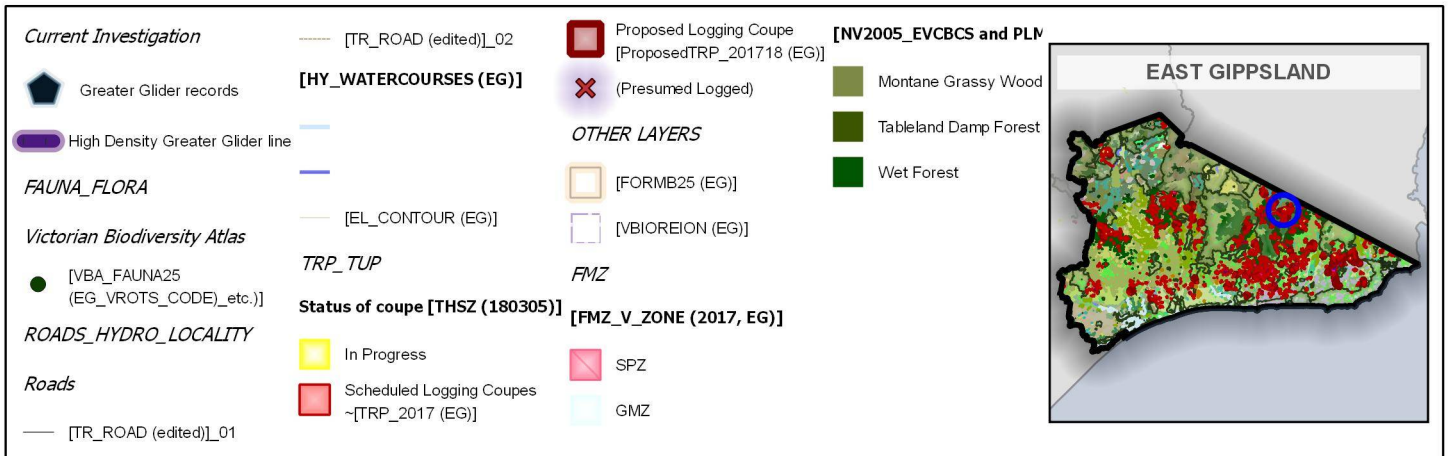 Current Investigation
Greater Glider records
High Density Greater Glider line
FAUNA_FLORA
Victorian Biodiversity Atlas
[VBA_FAUNA25
(EG_VROTS_CODE)_etc.)]
ROADS_HYDRO_LOCALITY
Roads
[TR_ROAD (edited)]_01
[TR_ROAD (edited)]_02
[HY_WATERCOURSES (EG)]
[EL_CONTOUR (EG)]
TRP_TUP
Status of coupe [THSZ (180305)]
In Progress
Scheduled Logging Coupes
~[TRP_2017 (EG)]
Proposed Logging Coupe
[ProposedTRP_201718 (EG)]
(Presumed Logged)
OTHER LAYERS
[FORMB25 (EG)]
[VBIOREION (EG)]
FMZ
[FMZ_V_ZONE (2017, EG)]
SPZ
GMZ
[NV2005_EVCBCS and PLM
Montane Grassy Wood
Tableland Damp Forest
Wet Forest
EAST GIPPSLAND